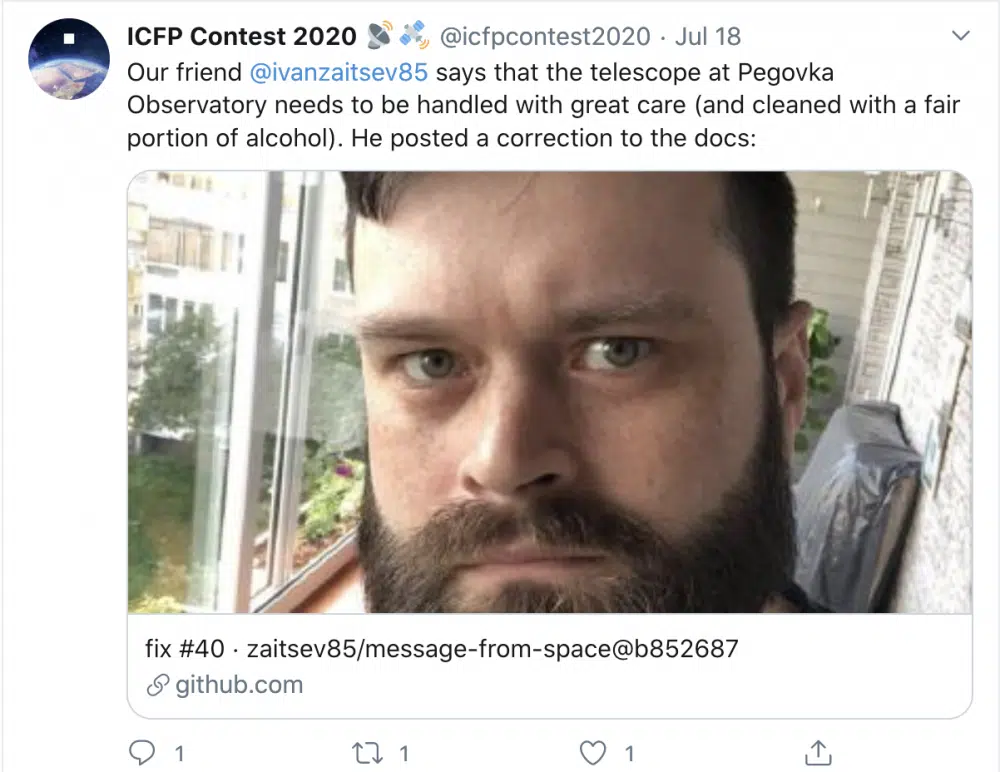 ICFP Contest 2020 📡🛰️ @icfpcontest2020 · Jul 18
Our friend @ivanzaitsev85 says that the telescope at Pegovka
Observatory needs to be handled with great care (and cleaned with a fair
portion of alcohol). He posted a correction to the docs:
fix #40 · zaitsev85/message-from-space@b852687
github.com
1 1 1